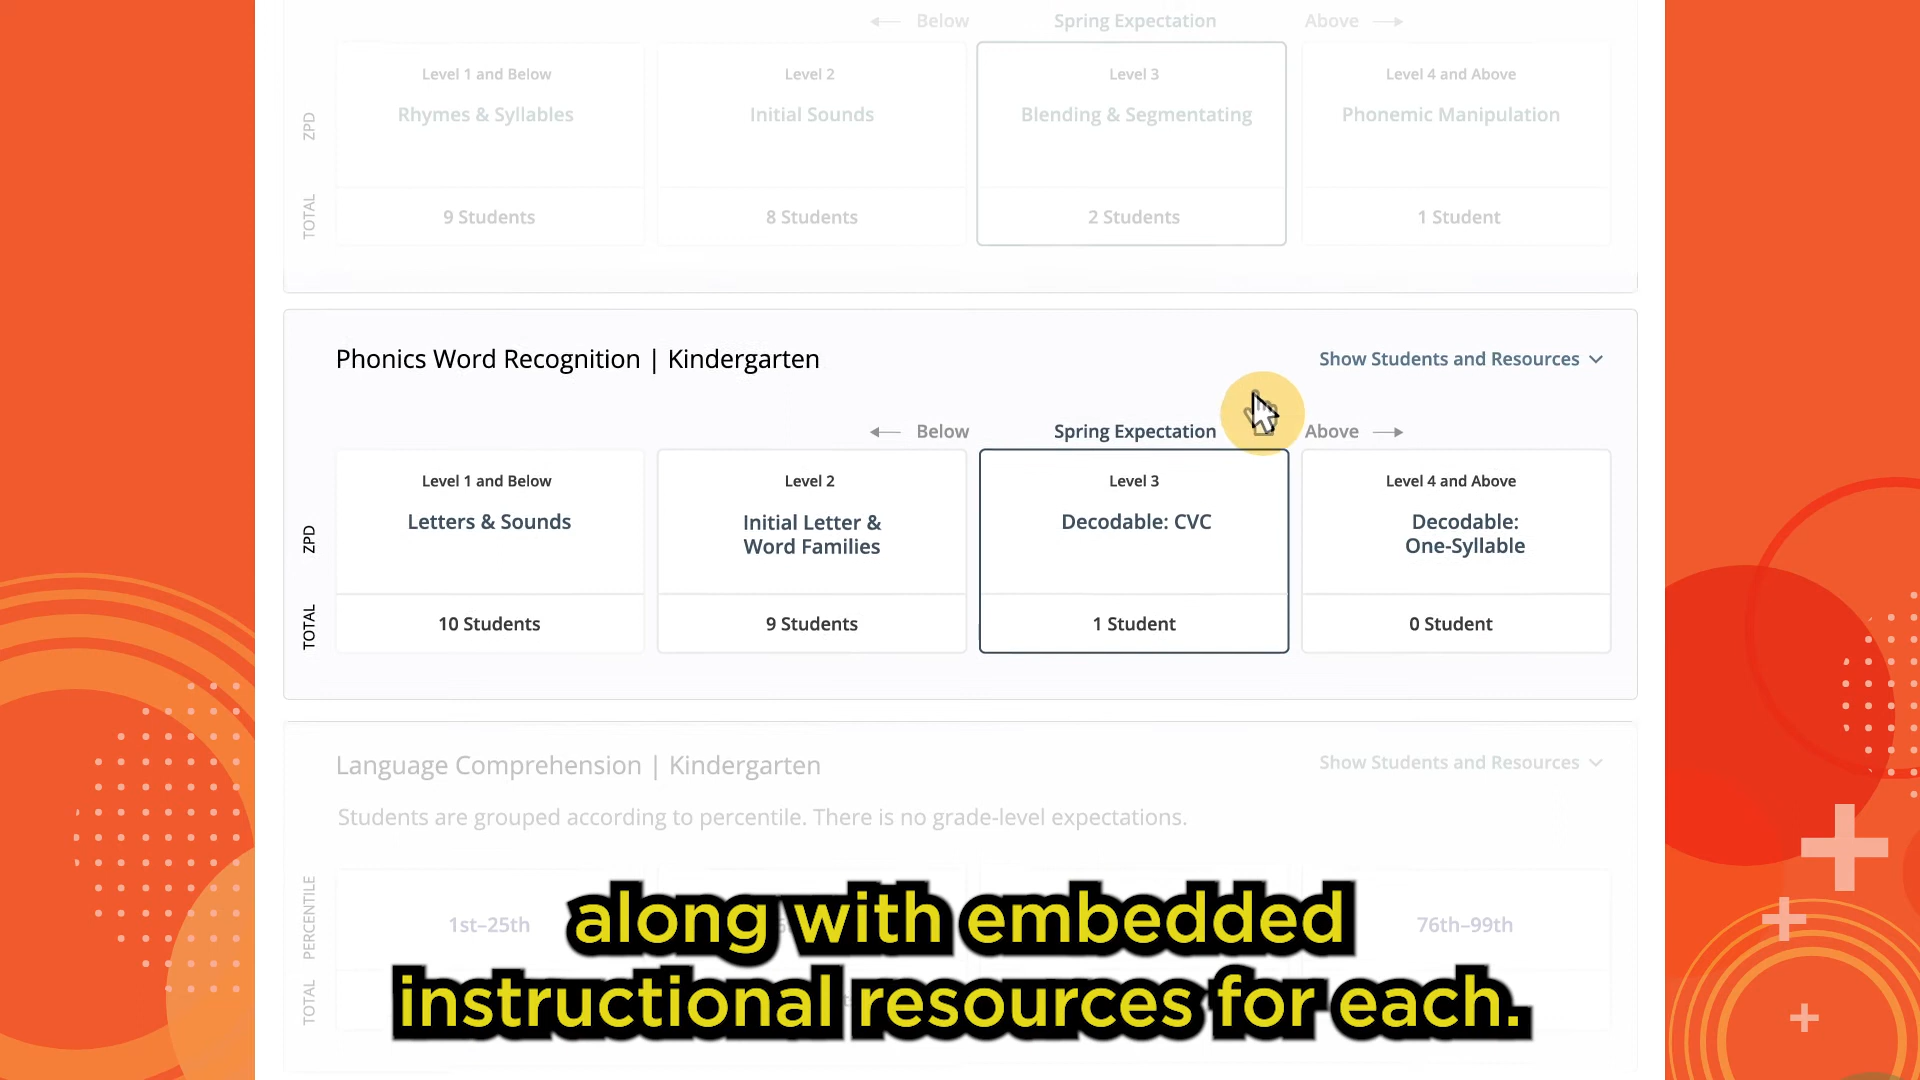 Below Spring Expectation Above
Level 1 and Below Level 2 Level 3 Level 4 and Above
Rhymes & Syllables Initial Sounds Blending & Segmentating Phonemic Manipulation
ZPD
9 Students 8 Students 2 Students 1 Student
TOTAL
Phonics Word Recognition | Kindergarten Show Students and Resources
Below Spring Expectation Above
Level 1 and Below Level 2 Level 3 Level 4 and Above
Letters & Sounds Initial Letter & Decodable: CVC Decodable:
Word Families One-Syllable
ZPD
10 Students 9 Students 1 Student 0 Student
TOTAL
Language Comprehension | Kindergarten Show Students and Resources
Students are grouped according to percentile. There is no grade-level expectations.
PERCENTILE
1st–25th 76th–99th
TOTAL
along with embedded
instructional resources for each.